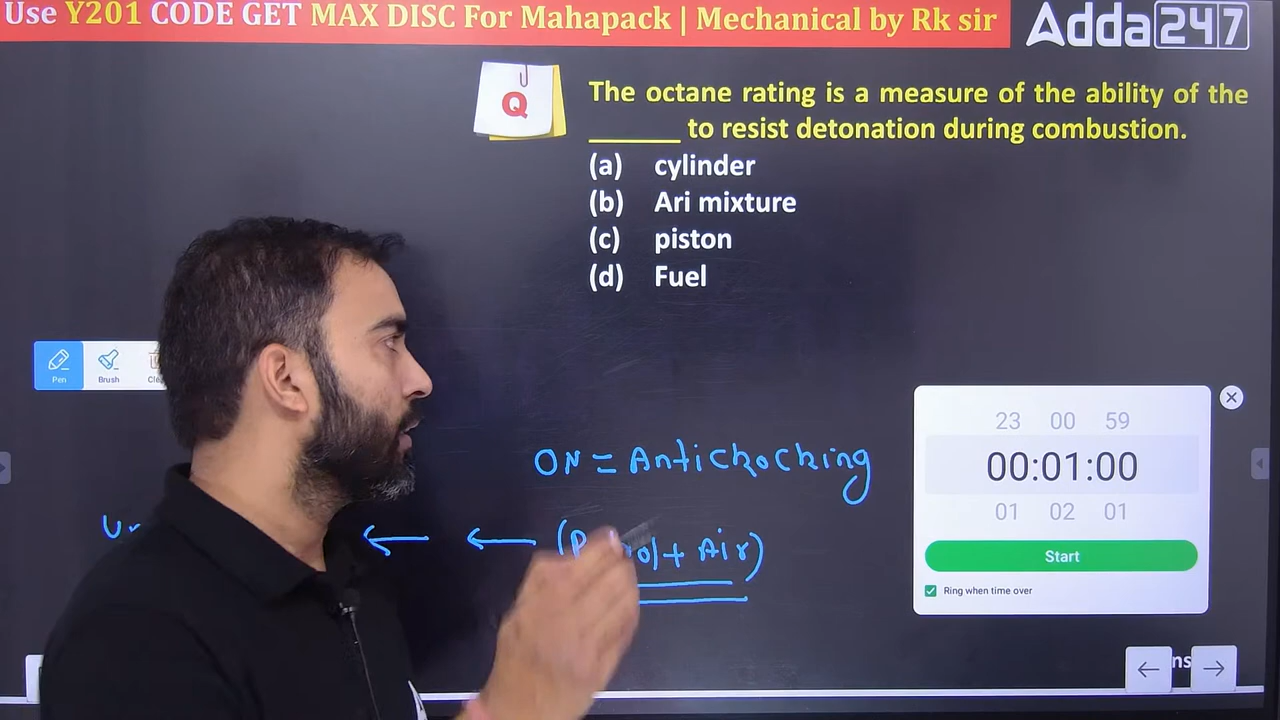 Use Y201 CODE GET MAX DISC For Mahapack | Mechanical by Rk sir
Adda247
Q
The octane rating is a measure of the ability of the
______ to resist detonation during combustion.
(a) cylinder
(b) Ari mixture
(c) piston
(d) Fuel
Pen
Brush
ON = Antickocking
+ Air)
23 00 59
00:01:00
01 02 01
Start
Ring when time over